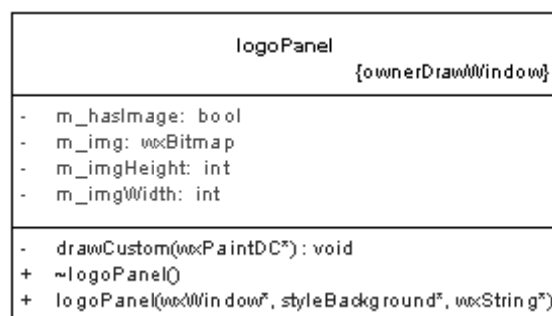 logoPanel
{ownerDrawWindow}
- m_hasImage: bool
- m_img: wxBitmap
- m_imgHeight: int
- m_imgWidth: int
- drawCustom(wxPaintDC*) : void
+ ~logoPanel()
+ logoPanel(wxWindow*, styleBackground*, wxString*)